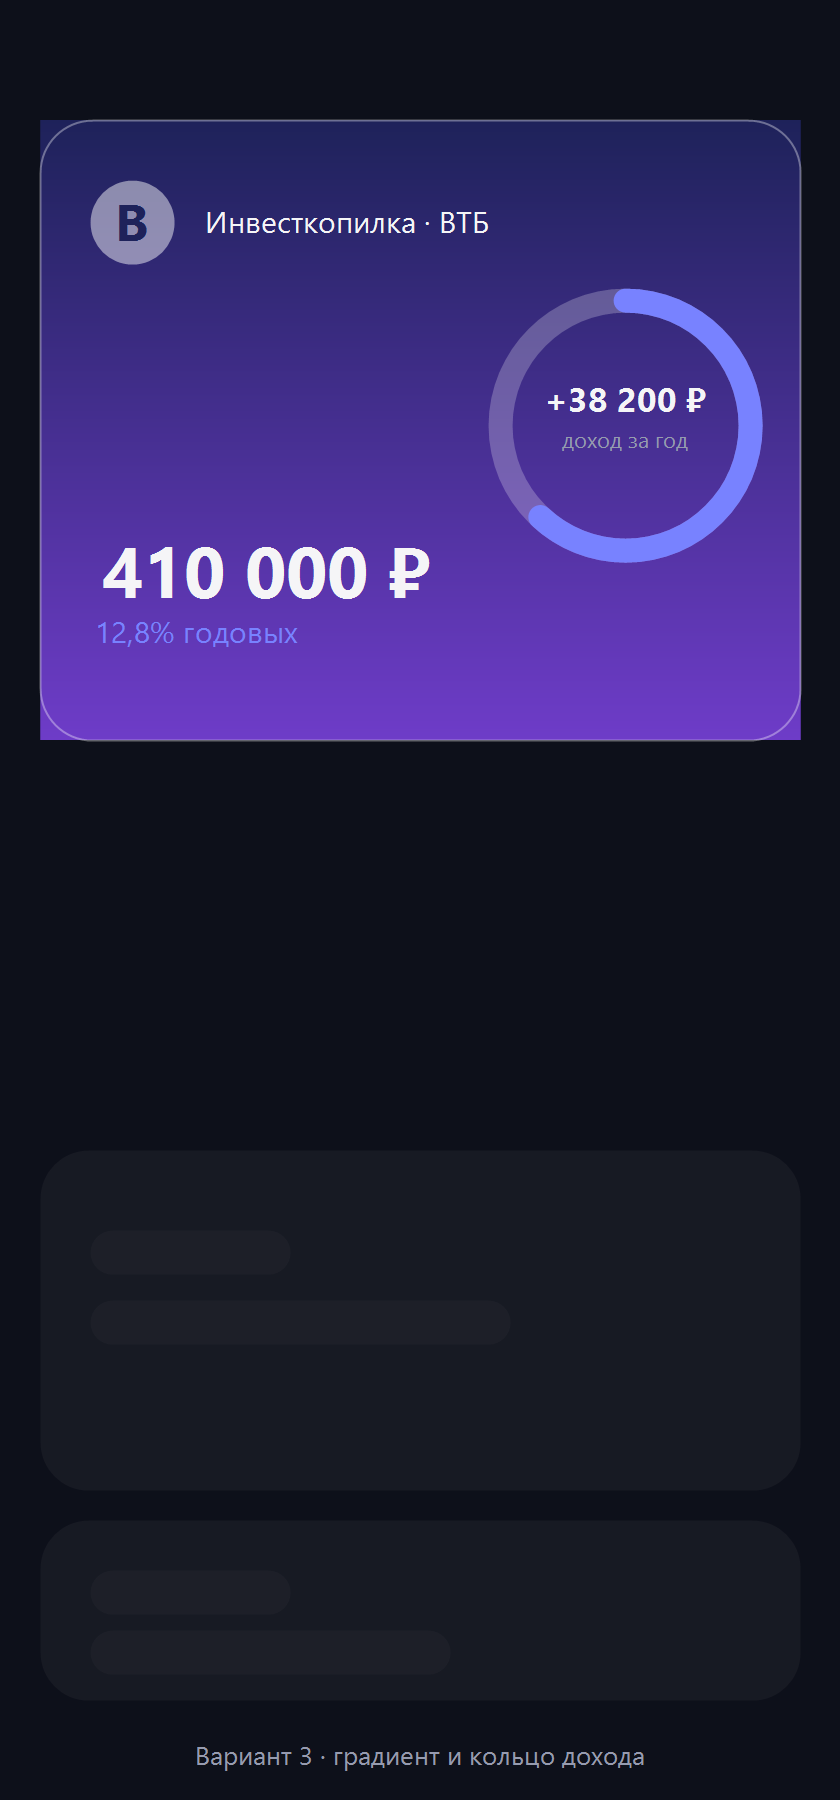 В
Инвесткопилка · ВТБ
+38 200 ₽
доход за год
410 000 ₽
12,8% годовых
Вариант 3 · градиент и кольцо дохода